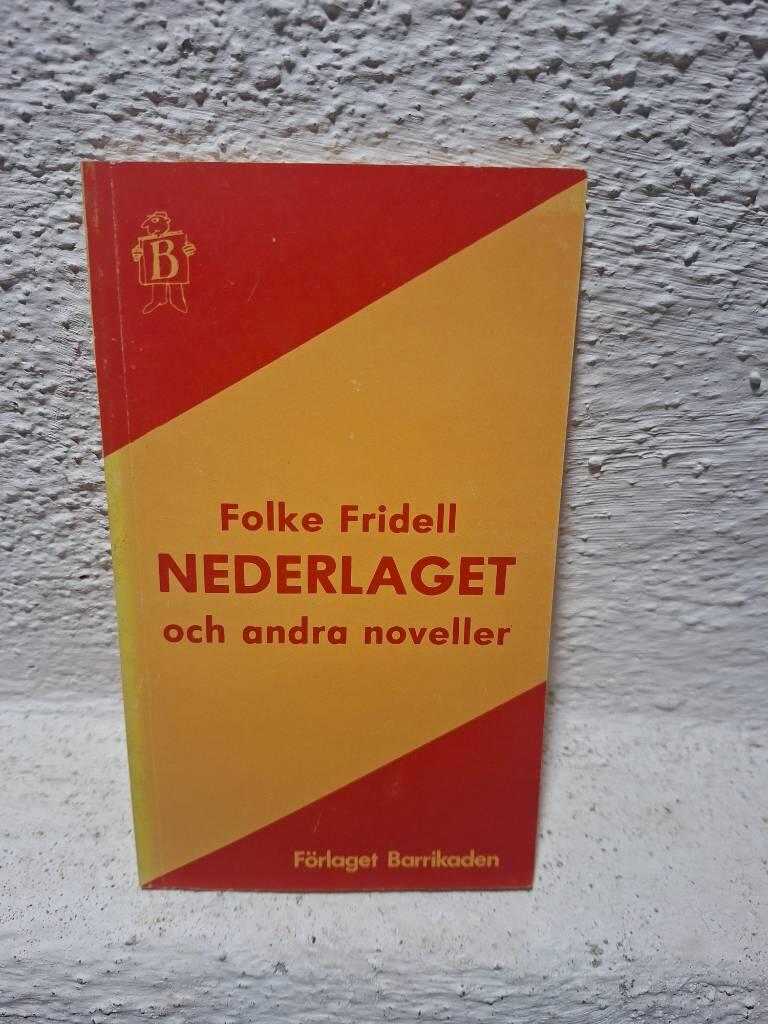 B
Folke Fridell
NEDERLAGET
och andra noveller
Förlaget Barrikaden